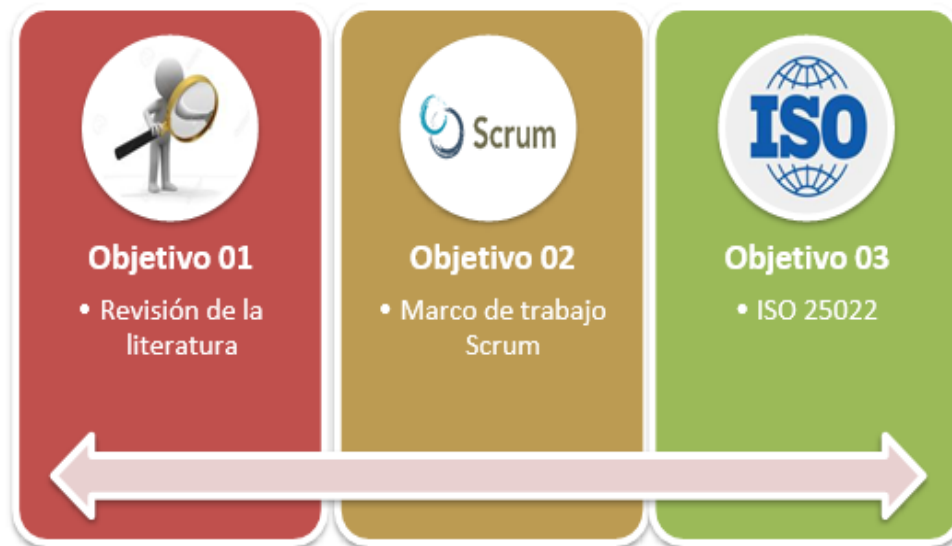 Scrum
ISO
Objetivo 01
• Revisión de la
literatura
Objetivo 02
• Marco de trabajo
Scrum
Objetivo 03
• ISO 25022